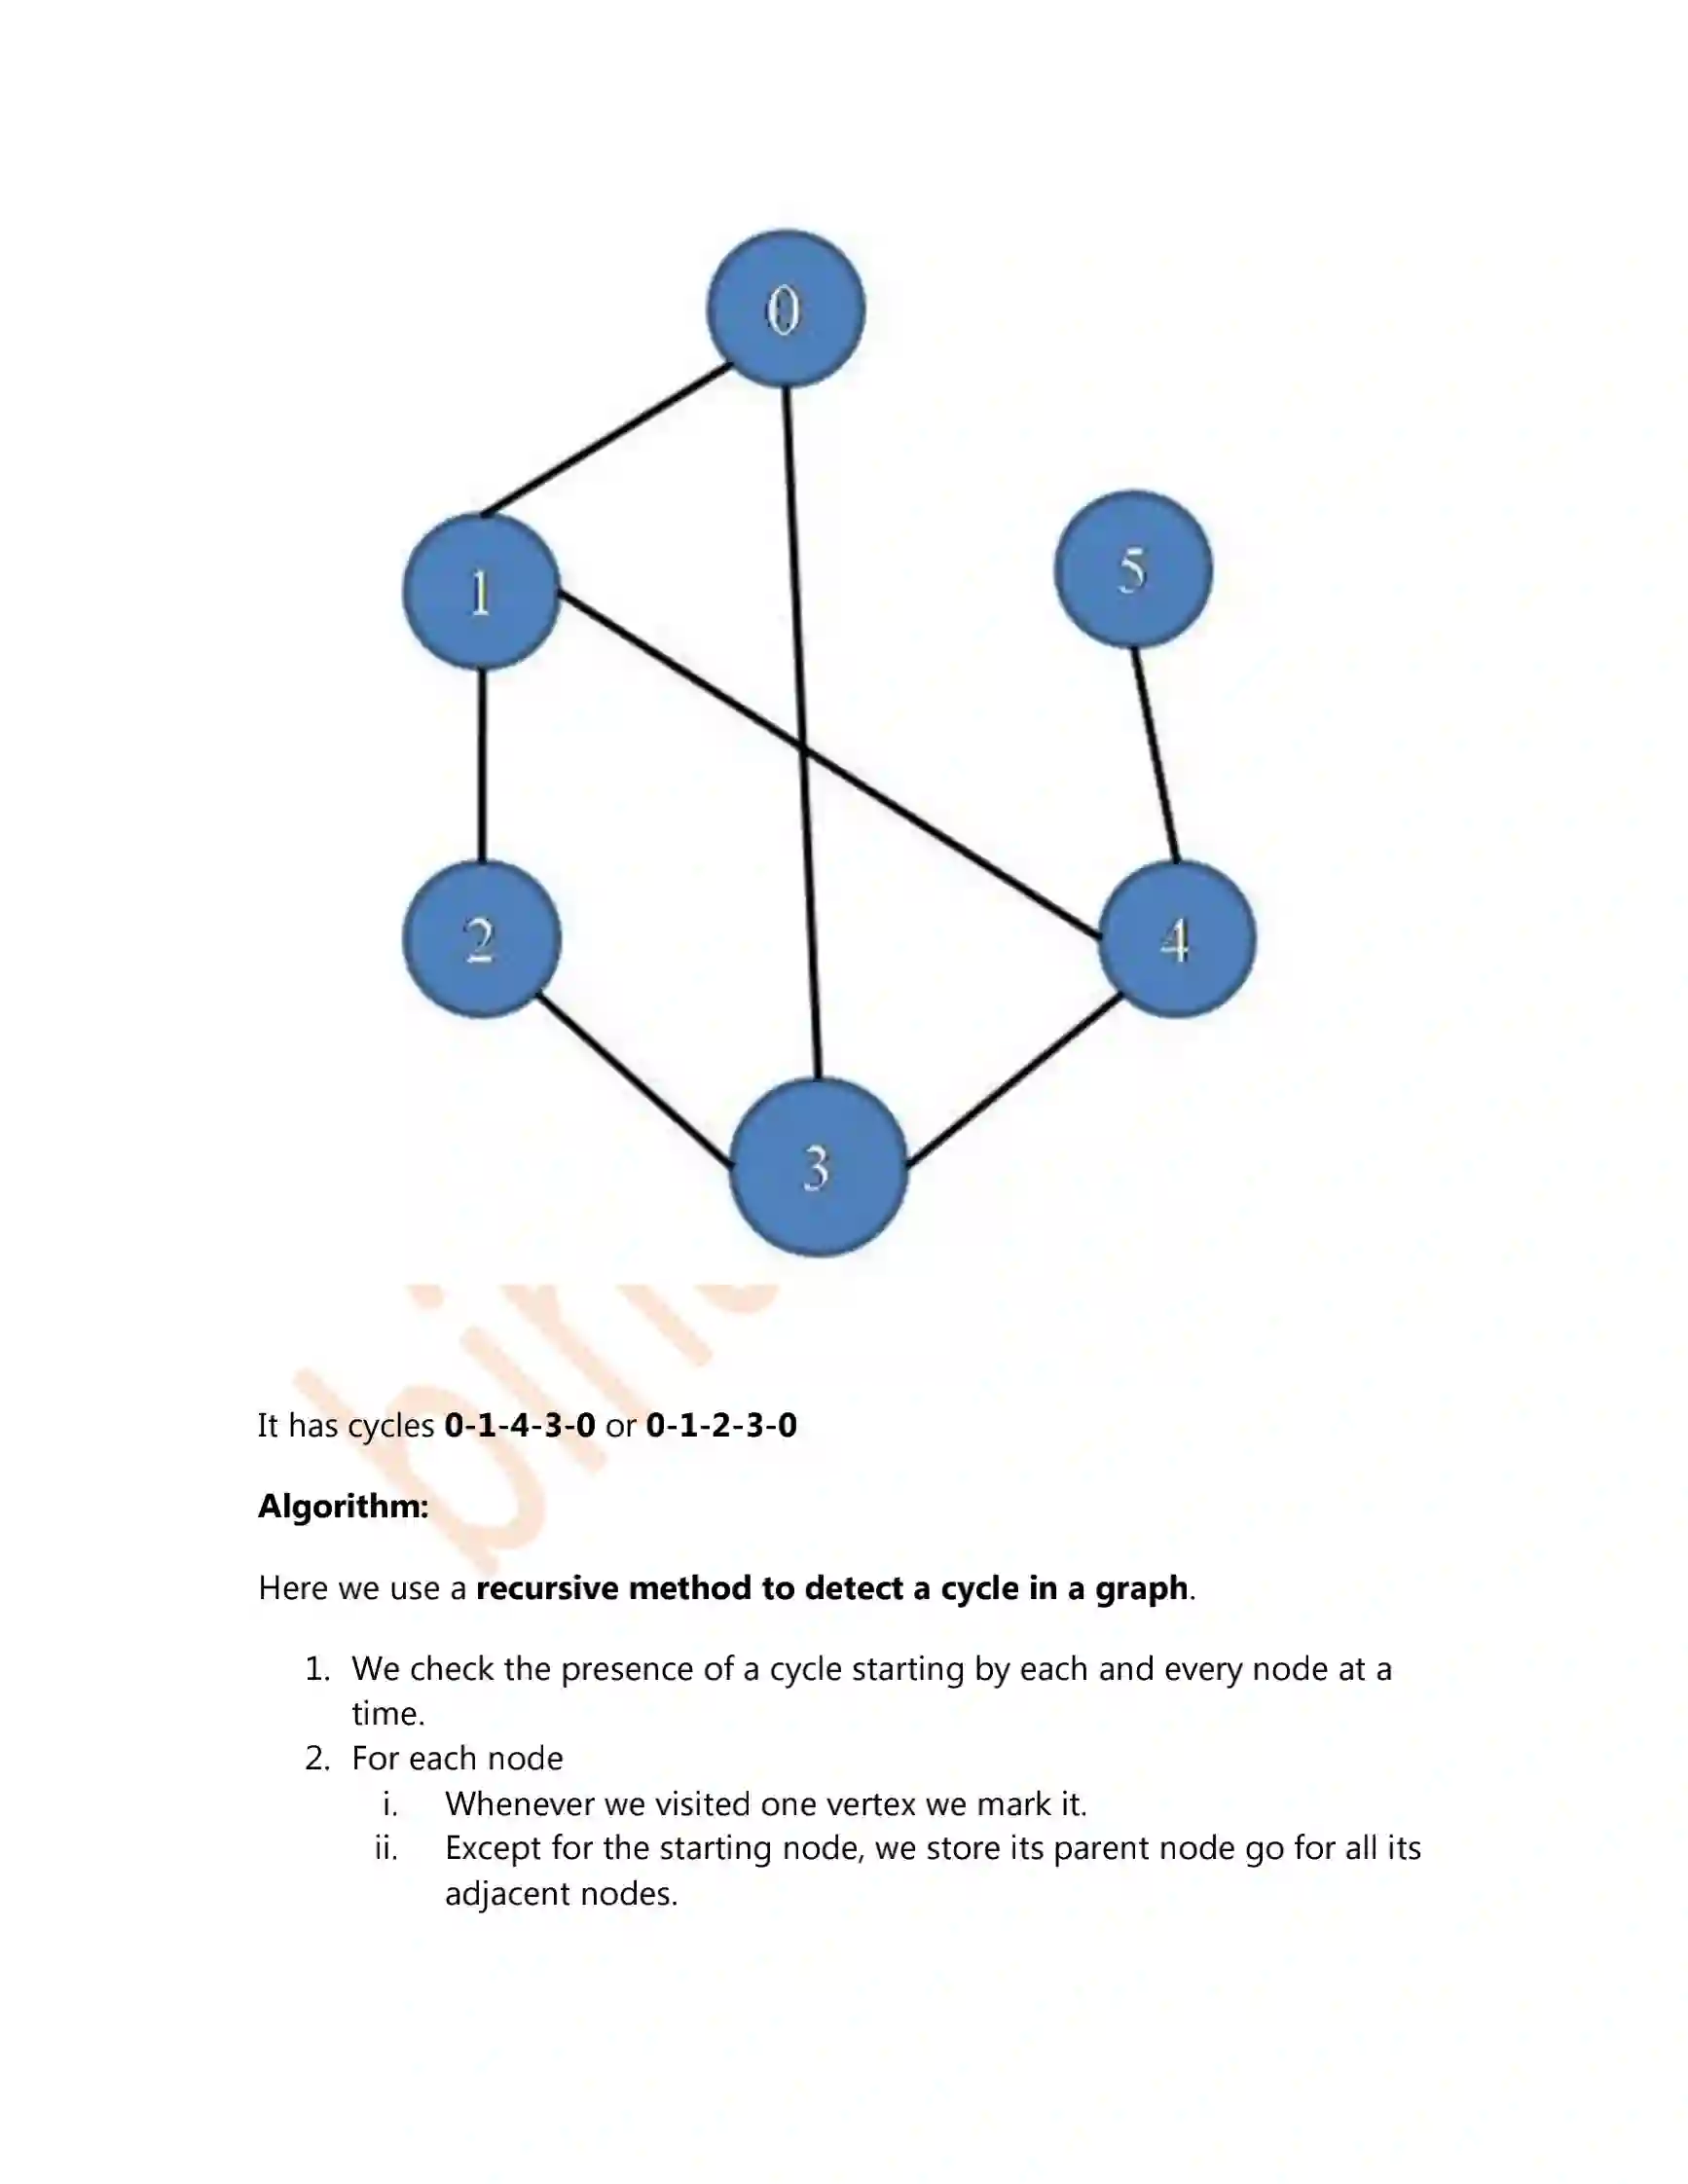 0
5
1
2
4
3
It has cycles 0-1-4-3-0 or 0-1-2-3-0
Algorithm:
Here we use a recursive method to detect a cycle in a graph.
1. We check the presence of a cycle starting by each and every node at a
time.
2. For each node
i. Whenever we visited one vertex we mark it.
ii. Except for the starting node, we store its parent node go for all its
adjacent nodes.